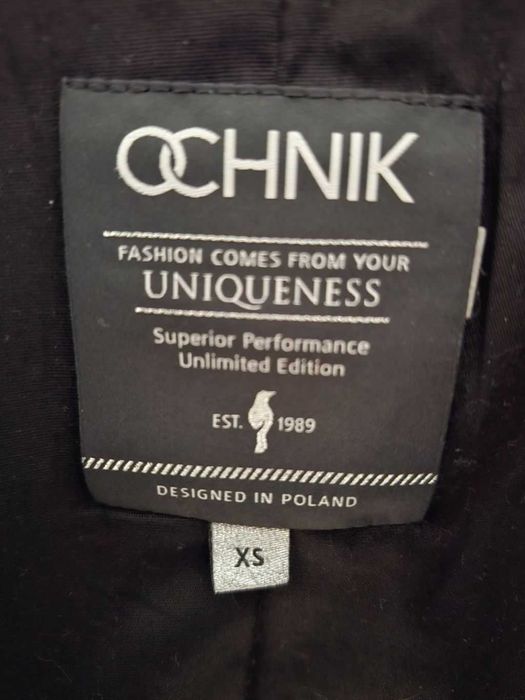 OCHNIK
FASHION COMES FROM YOUR
UNIQUENESS
Superior Performance
Unlimited Edition
EST. 1989
DESIGNED IN POLAND
XS